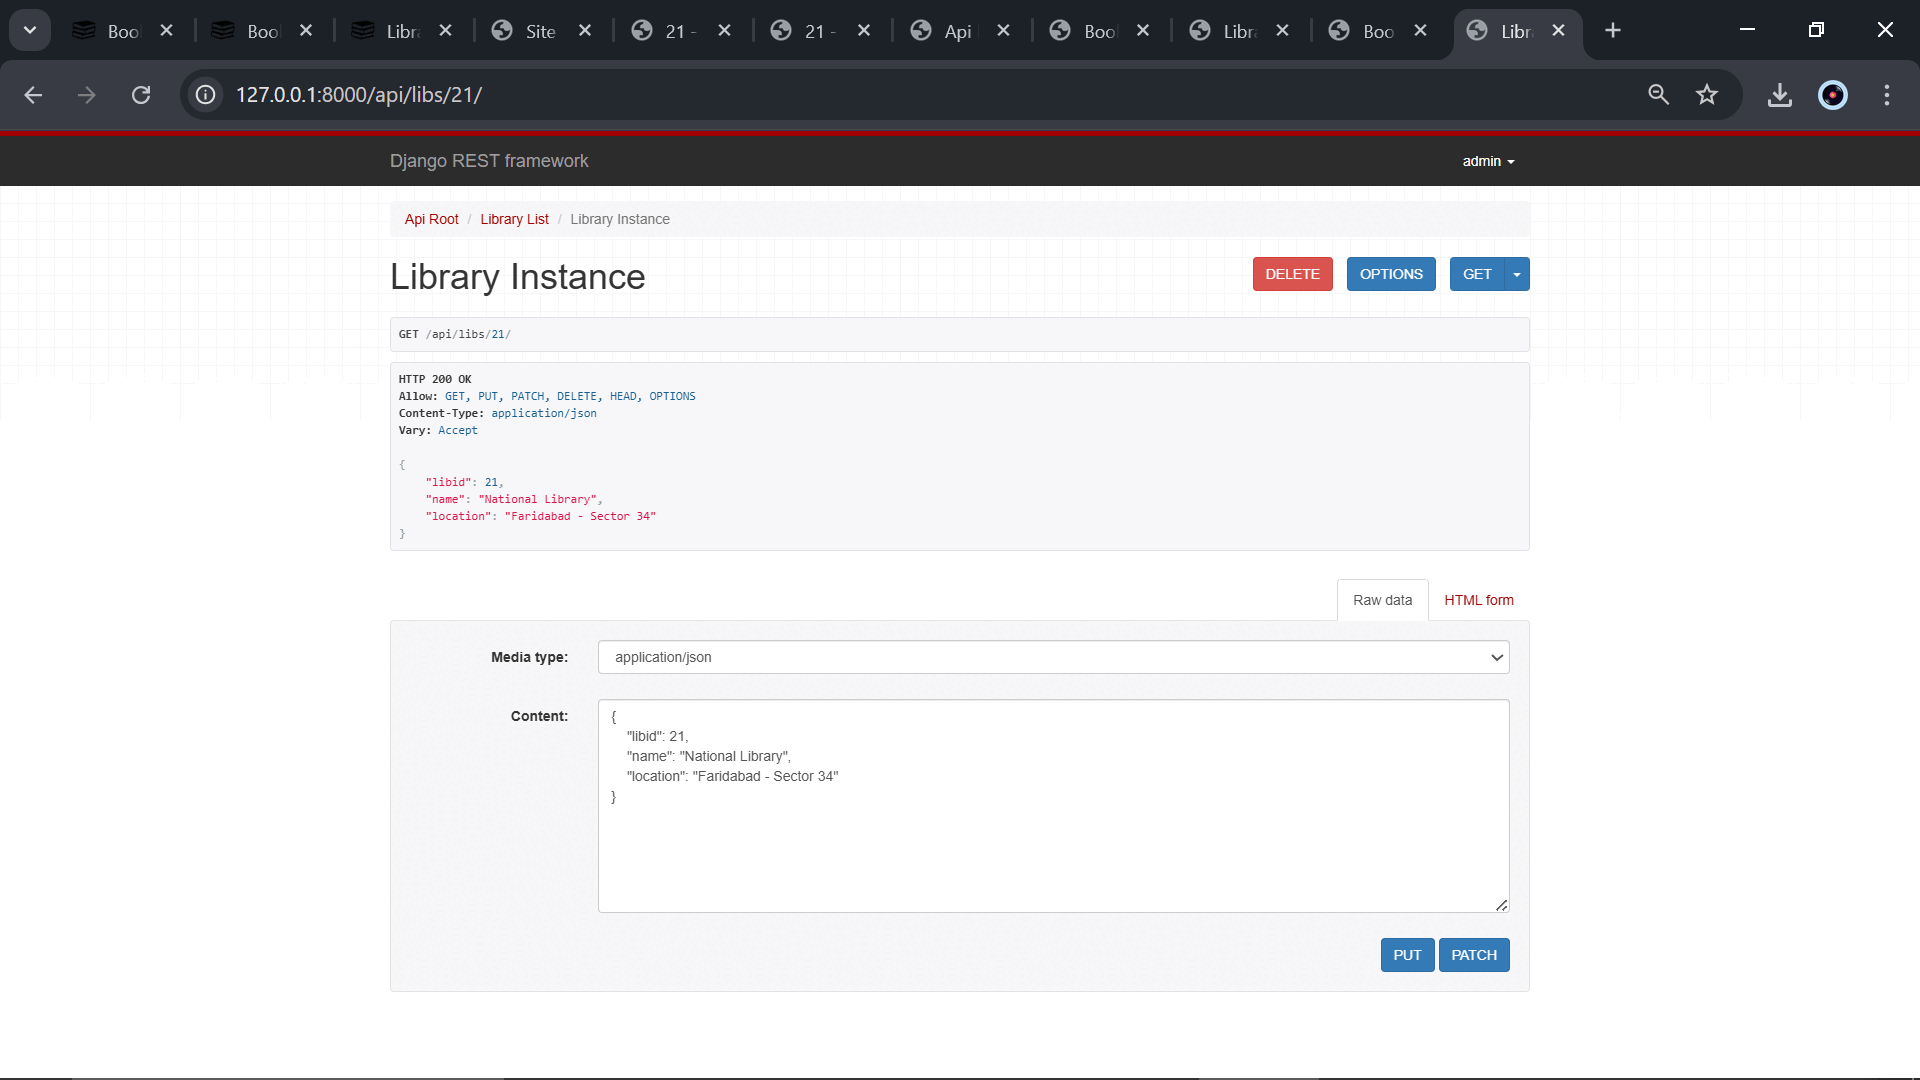 Boo
Boo
Libr
Site
21 -
21 -
Api
Boo
Libr
Boo
Libr
127.0.0.1:8000/api/libs/21/
Django REST framework
admin
Api Root / Library List / Library Instance
Library Instance
DELETE
OPTIONS
GET
GET /api/libs/21/
HTTP 200 OK
Allow: GET, PUT, PATCH, DELETE, HEAD, OPTIONS
Content-Type: application/json
Vary: Accept
{
"libid": 21,
"name": "National Library",
"location": "Faridabad - Sector 34"
}
Raw data
HTML form
Media type:
application/json
Content:
{
"libid": 21,
"name": "National Library",
"location": "Faridabad - Sector 34"
}
PUT
PATCH